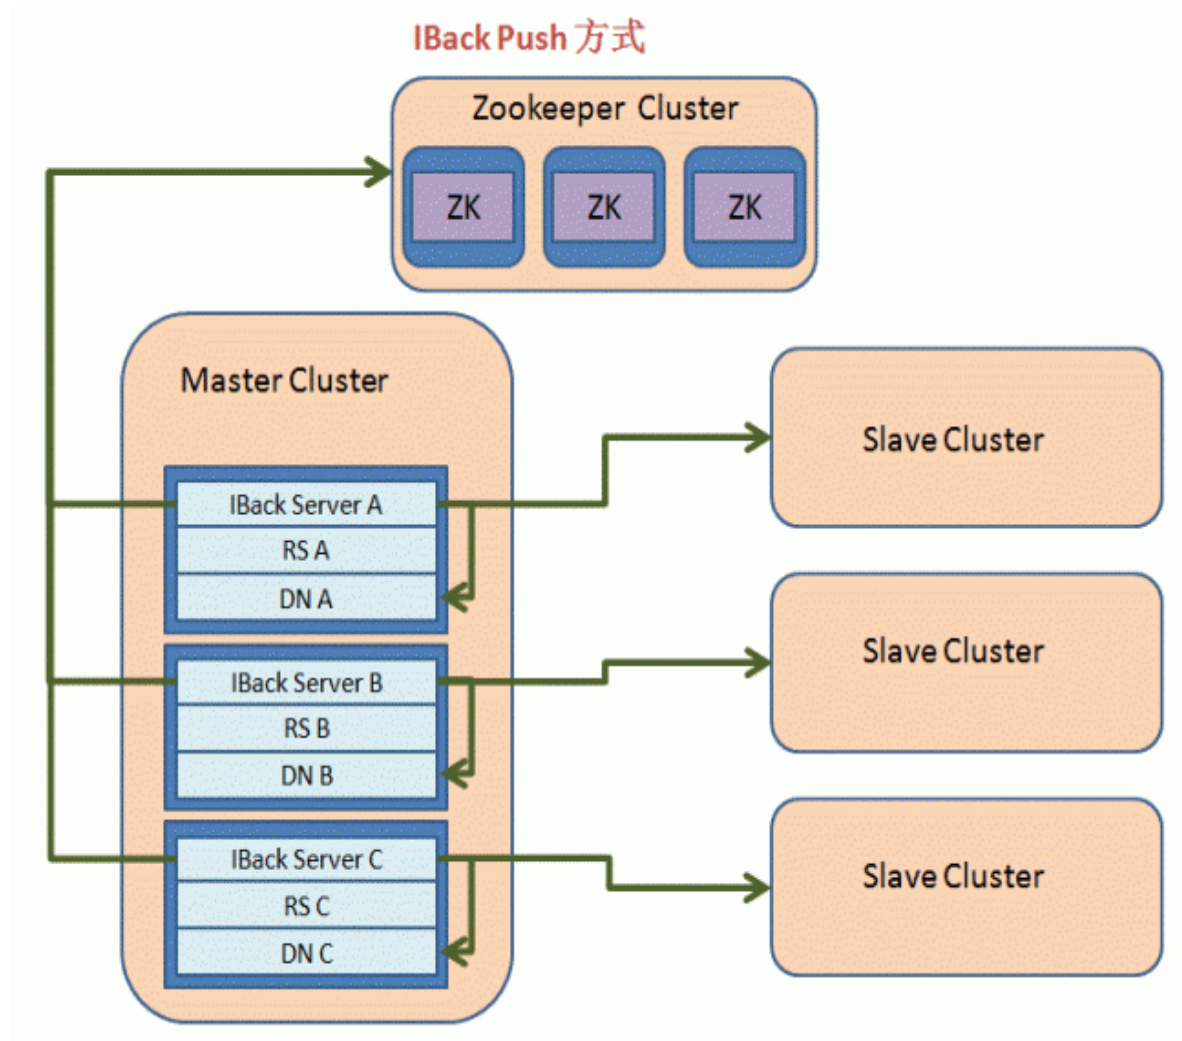 IBack Push 方式
Zookeeper Cluster
ZK
ZK
ZK
Master Cluster
IBack Server A
RS A
DN A
IBack Server B
RS B
DN B
IBack Server C
RS C
DN C
Slave Cluster
Slave Cluster
Slave Cluster